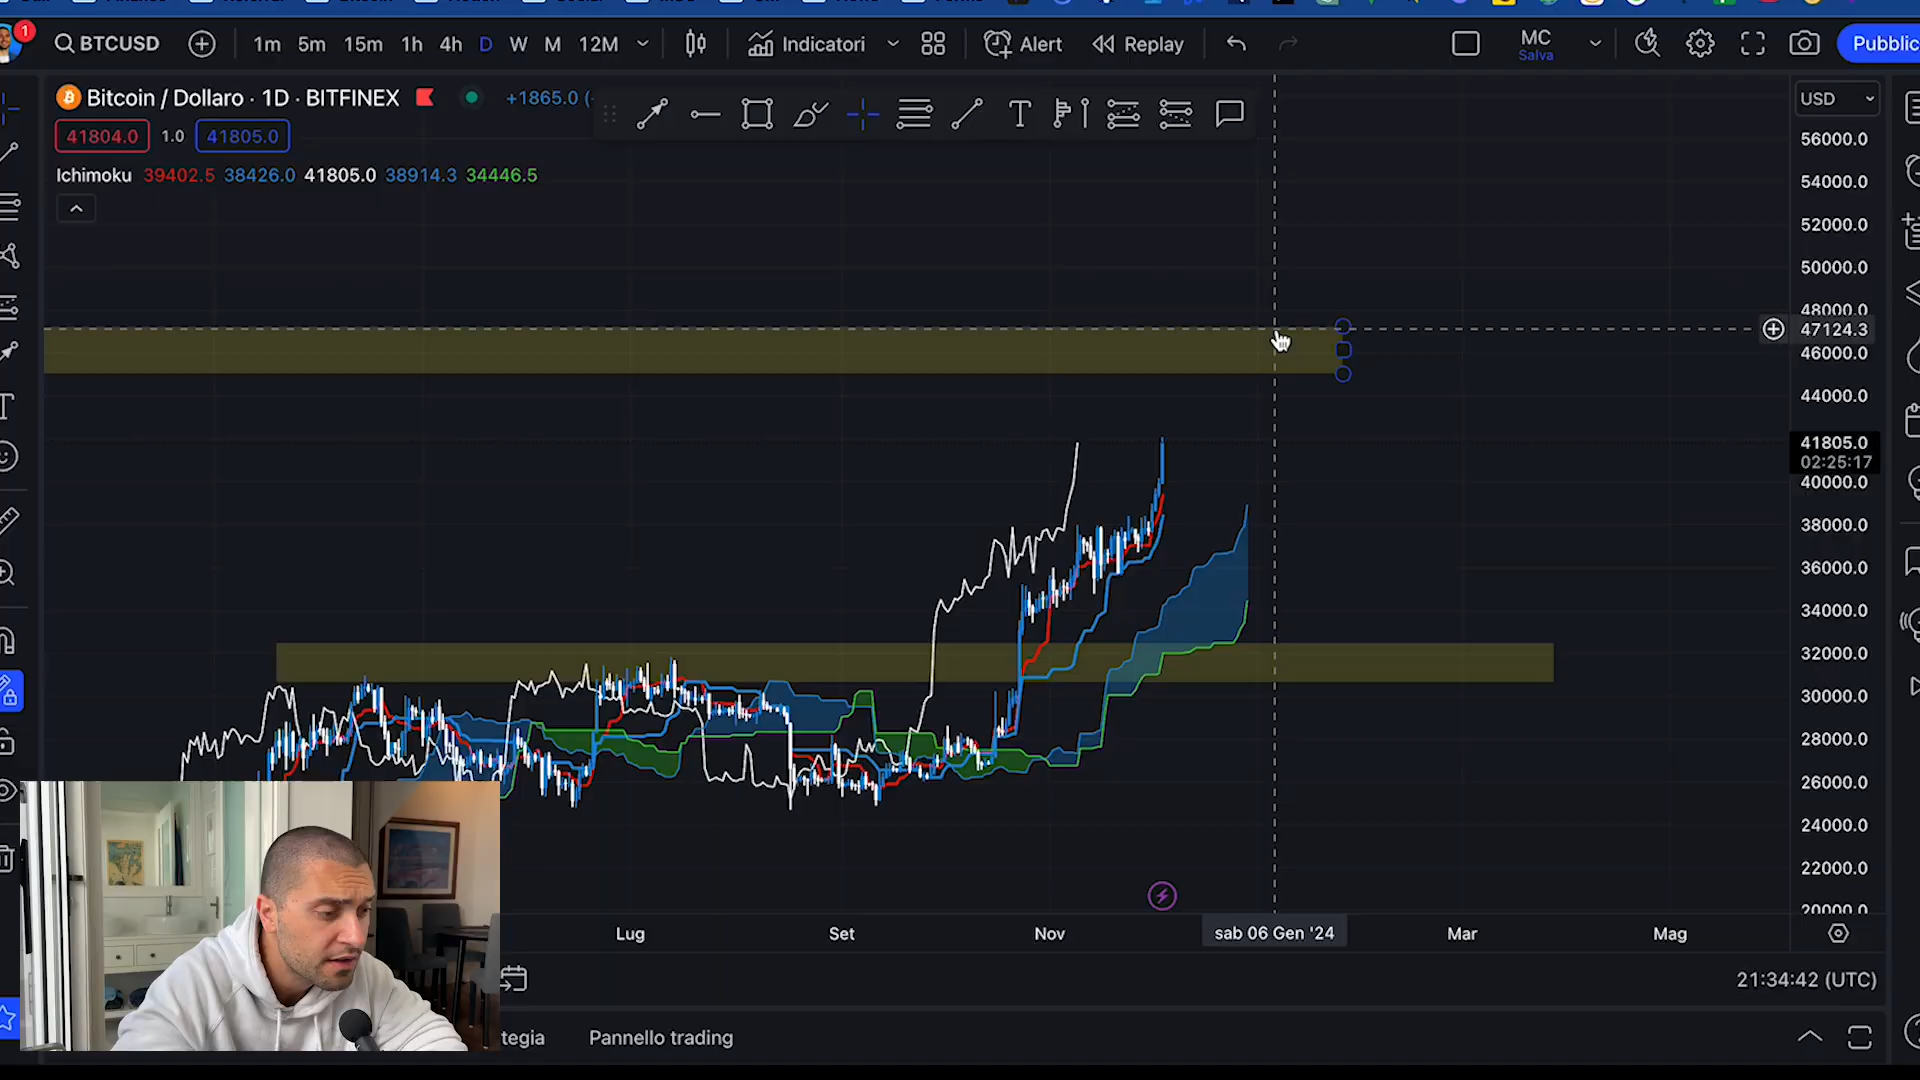 1
BTCUSD
1m 5m 15m 1h 4h D W M 12M
Indicatori
Alert
Replay
MC
Salva
Pubblic
Bitcoin / Dollaro · 1D · BITFINEX
+1865.0 (
USD
41804.0 1.0 41805.0
Ichimoku 39402.5 38426.0 41805.0 38914.3 34446.5
56000.0
54000.0
52000.0
50000.0
48000.0
47124.3
46000.0
44000.0
41805.0
02:25:17
40000.0
38000.0
36000.0
34000.0
32000.0
30000.0
28000.0
26000.0
24000.0
22000.0
20000.0
Lug Set Nov sab 06 Gen '24 Mar Mag
21:34:42 (UTC)
tegia Pannello trading